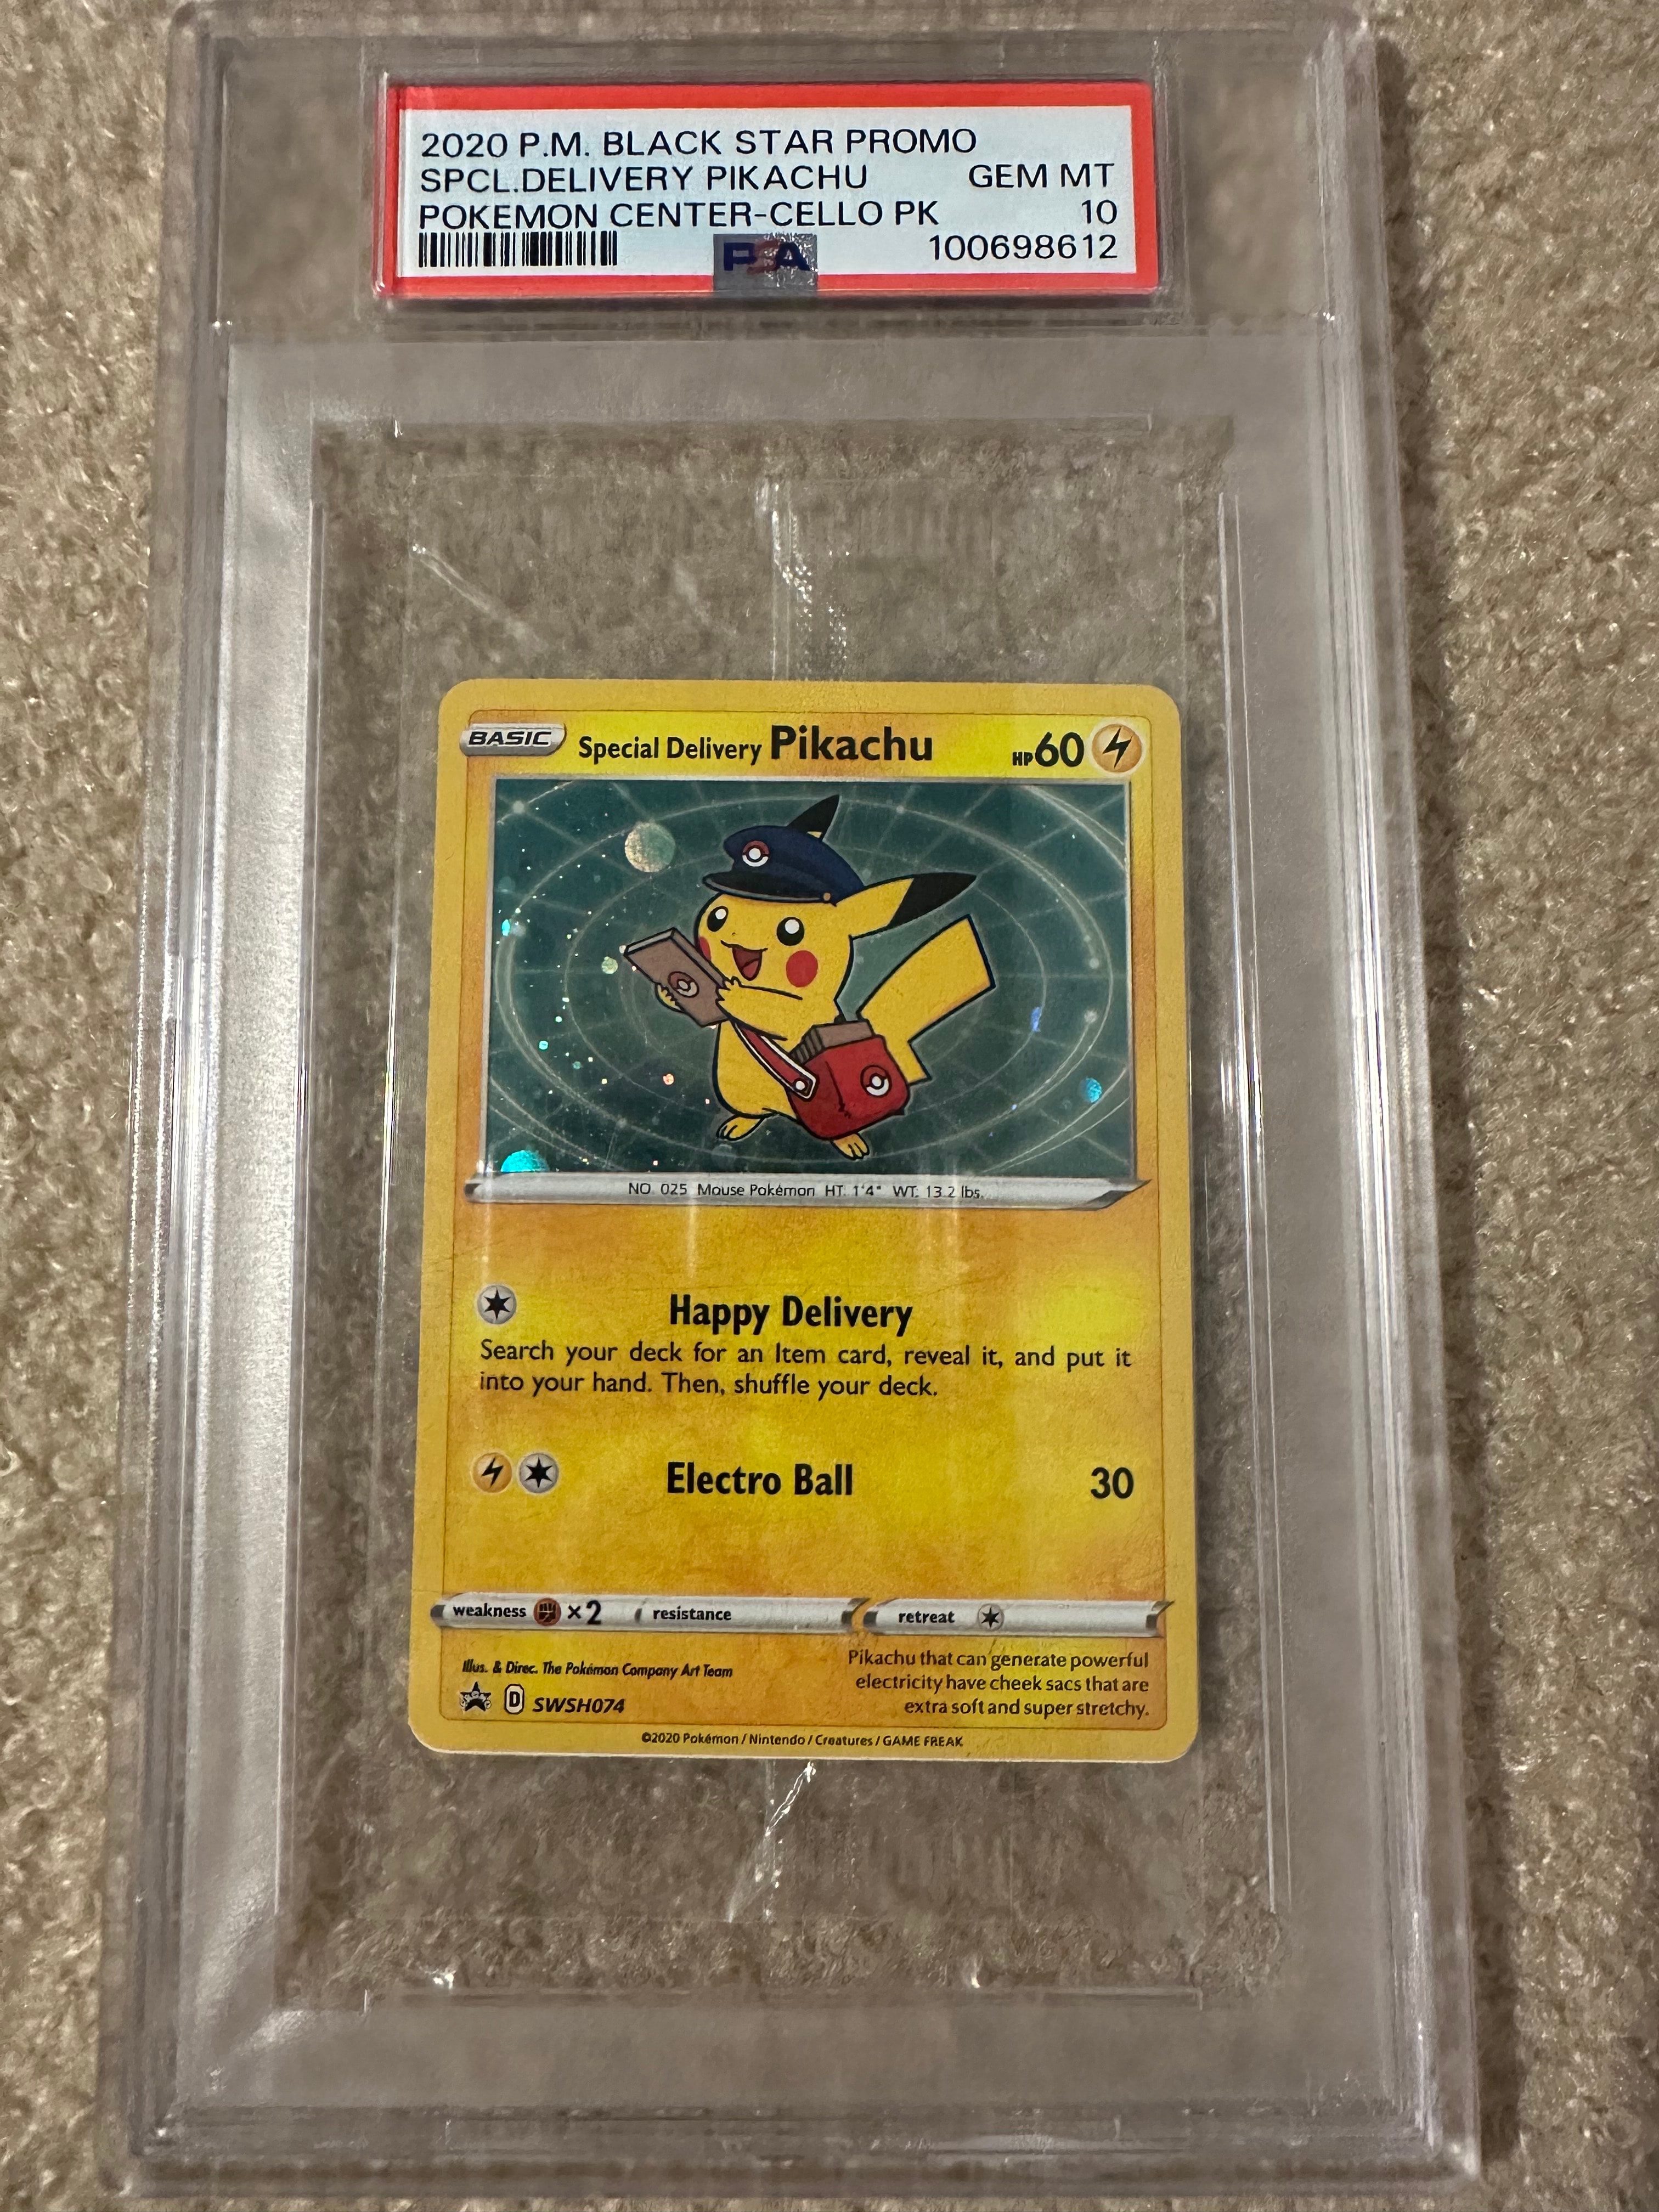 2020 P.M. BLACK STAR PROMO
SPCL.DELIVERY PIKACHU GEM MT
POKEMON CENTER-CELLO PK 10
PSA 100698612
BASIC Special Delivery Pikachu HP60
NO. 025 Mouse Pokémon HT: 1'4" WT: 13.2 lbs.
Happy Delivery
Search your deck for an Item card, reveal it, and put it
into your hand. Then, shuffle your deck.
Electro Ball 30
weakness ×2 resistance retreat
Illus. & Direc. The Pokémon Company Art Team
D SWSH074
Pikachu that can generate powerful
electricity have cheek sacs that are
extra soft and super stretchy.
©2020 Pokémon / Nintendo / Creatures / GAME FREAK